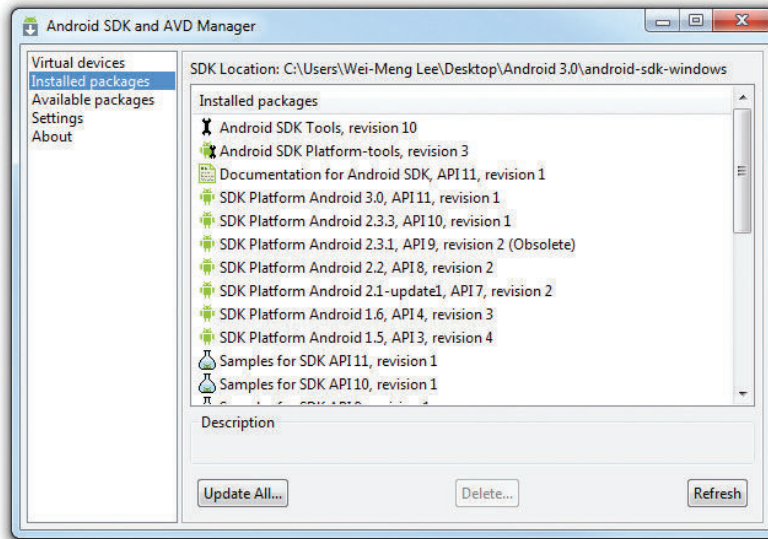 Android SDK and AVD Manager
Virtual devices
Installed packages
Available packages
Settings
About
SDK Location: C:\Users\Wei-Meng Lee\Desktop\Android 3.0\android-sdk-windows
Installed packages
Android SDK Tools, revision 10
Android SDK Platform-tools, revision 3
Documentation for Android SDK, API 11, revision 1
SDK Platform Android 3.0, API 11, revision 1
SDK Platform Android 2.3.3, API 10, revision 1
SDK Platform Android 2.3.1, API 9, revision 2 (Obsolete)
SDK Platform Android 2.2, API 8, revision 2
SDK Platform Android 2.1-update1, API 7, revision 2
SDK Platform Android 1.6, API 4, revision 3
SDK Platform Android 1.5, API 3, revision 4
Samples for SDK API 11, revision 1
Samples for SDK API 10, revision 1
Description
Update All...
Delete...
Refresh